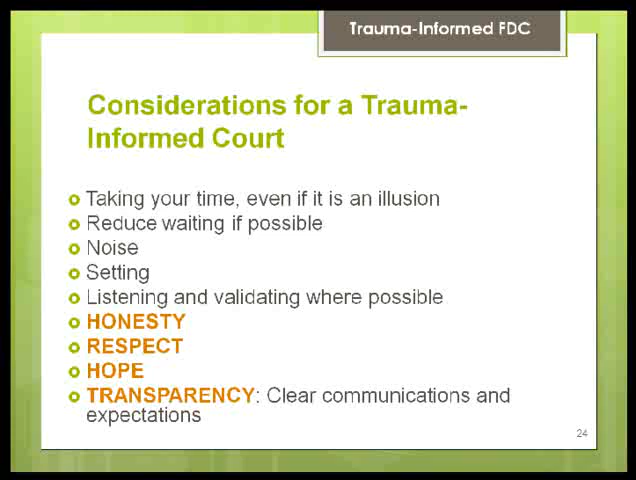 Trauma-Informed FDC
Considerations for a Trauma-
Informed Court
Taking your time, even if it is an illusion
Reduce waiting if possible
Noise
Setting
Listening and validating where possible
HONESTY
RESPECT
HOPE
TRANSPARENCY: Clear communications and
expectations
24